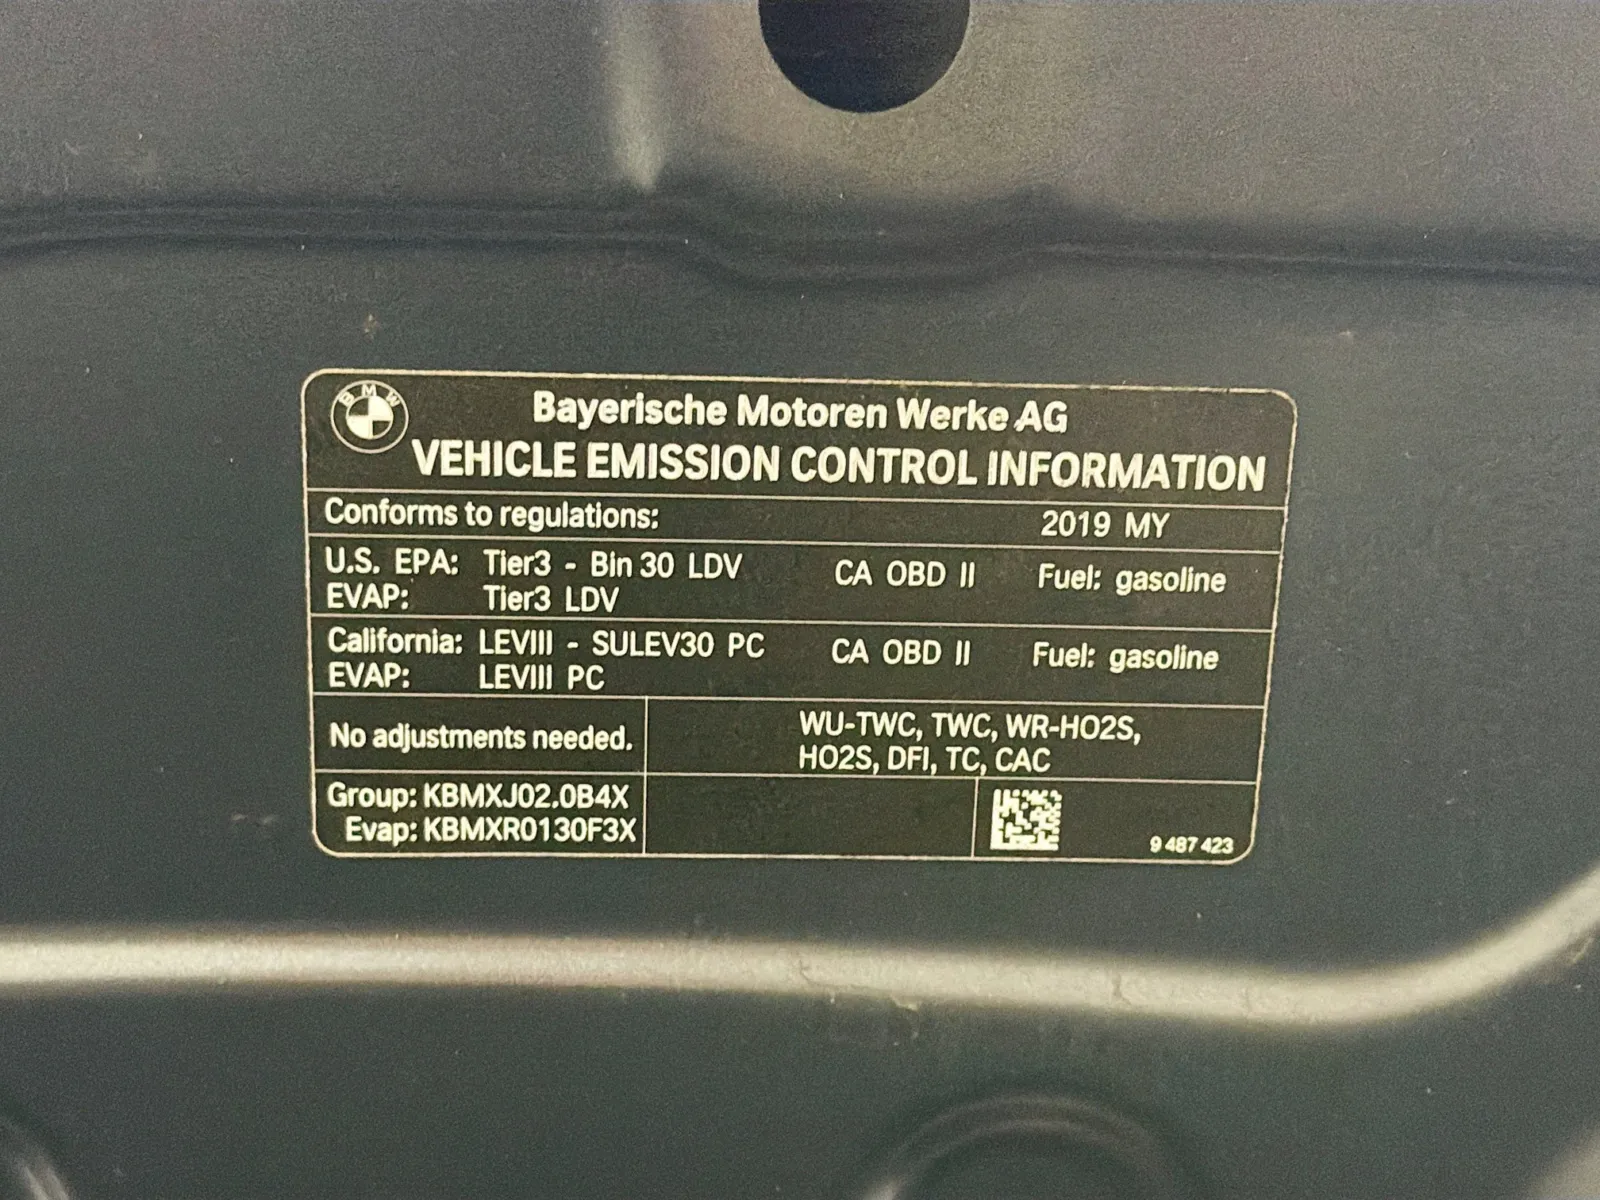 BMW
Bayerische Motoren Werke AG
VEHICLE EMISSION CONTROL INFORMATION
Conforms to regulations: 2019 MY
U.S. EPA: Tier3 - Bin 30 LDV CA OBD II Fuel: gasoline
EVAP: Tier3 LDV
California: LEVIII - SULEV30 PC CA OBD II Fuel: gasoline
EVAP: LEVIII PC
No adjustments needed.
WU-TWC, TWC, WR-HO2S,
HO2S, DFI, TC, CAC
Group: KBMXJ02.0B4X
Evap: KBMXR0130F3X
9 487 423